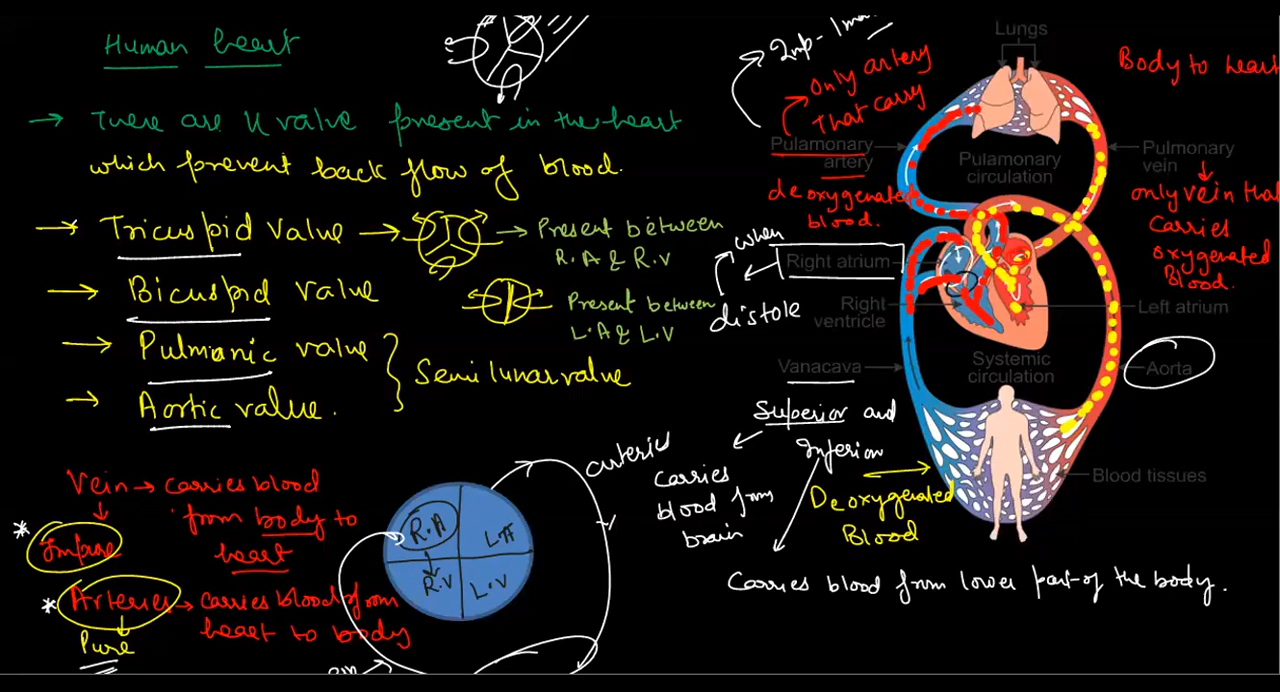 Human heart
→ There are 4 valve present in the heart
which prevent back flow of blood.
→ Tricuspid valve → → Present between
R.A & R.V
→ Bicuspid valve
Present between
L.A & L.V
→ Pulmianic valve
→ Aortic valve.
Semi lunar valve
Vein → carries blood
from body to
heart
* Impure
* Arteries → carries blood from
heart to body
Pure
R.A
L.A
R.V
L.V
arteries
Imp-1 mark
Only artery
That carry
Pulamonary
artery
deoxygenated
blood.
when
Right atrium
distole
Right
ventricle
Vanacava
Superior and
Inferior
Carries
blood from
brain
Deoxygenated
Blood
Carries blood from lower part of the body.
Lungs
Pulamonary
circulation
Systemic
circulation
Body to heart
Pulmonary
vein
only vein that
Carries
oxygenated
Blood.
Left atrium
Aorta
Blood tissues